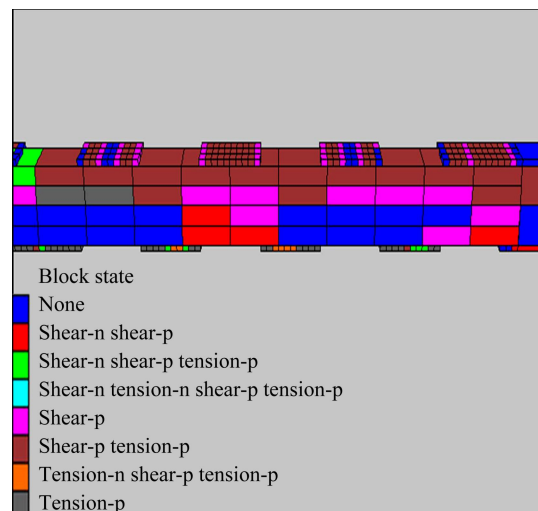 Block state
None
Shear-n shear-p
Shear-n shear-p tension-p
Shear-n tension-n shear-p tension-p
Shear-p
Shear-p tension-p
Tension-n shear-p tension-p
Tension-p